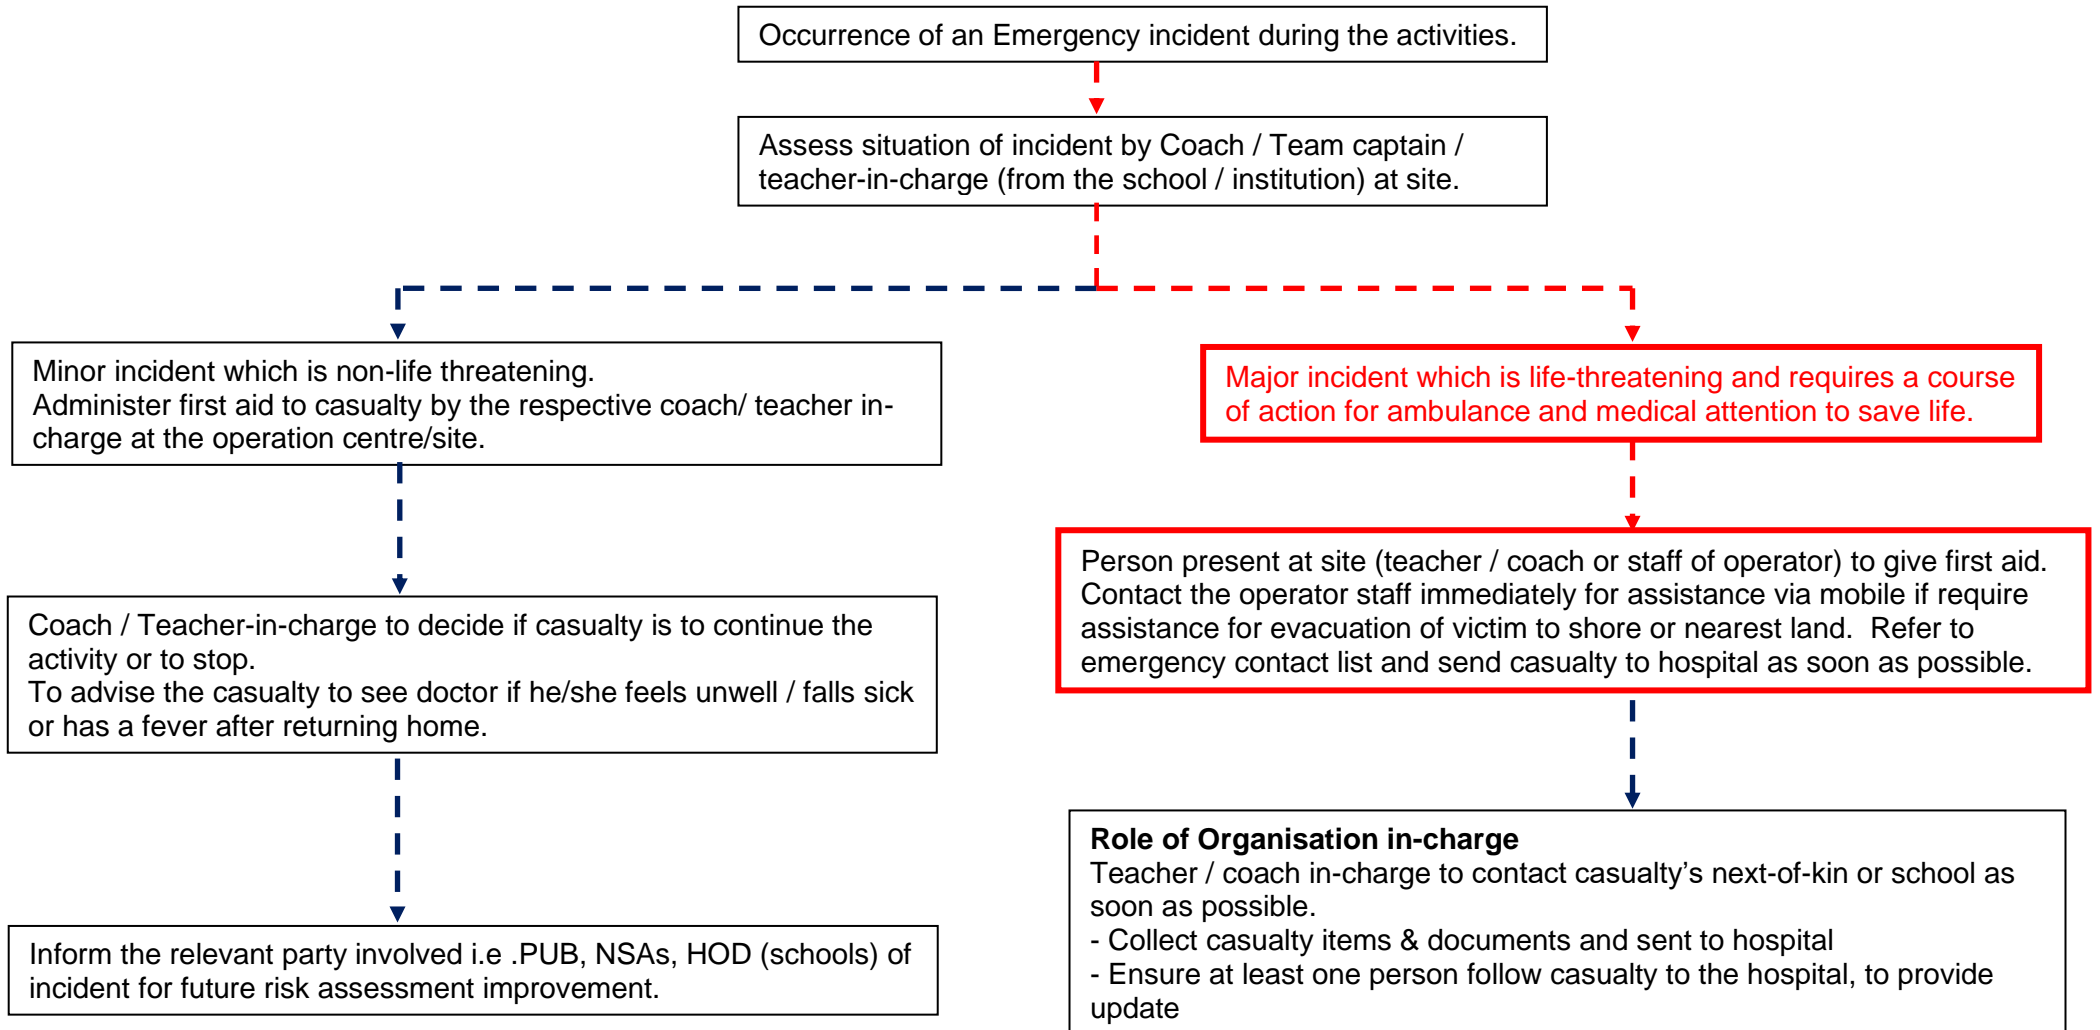 Occurrence of an Emergency incident during the activities.
Assess situation of incident by Coach / Team captain /
teacher-in-charge (from the school / institution) at site.
Minor incident which is non-life threatening.
Administer first aid to casualty by the respective coach/ teacher in-
charge at the operation centre/site.
Major incident which is life-threatening and requires a course
of action for ambulance and medical attention to save life.
Coach / Teacher-in-charge to decide if casualty is to continue the
activity or to stop.
To advise the casualty to see doctor if he/she feels unwell / falls sick
or has a fever after returning home.
Person present at site (teacher / coach or staff of operator) to give first aid.
Contact the operator staff immediately for assistance via mobile if require
assistance for evacuation of victim to shore or nearest land.  Refer to
emergency contact list and send casualty to hospital as soon as possible.
Inform the relevant party involved i.e .PUB, NSAs, HOD (schools) of
incident for future risk assessment improvement.
Role of Organisation in-charge
Teacher / coach in-charge to contact casualty’s next-of-kin or school as
soon as possible.
- Collect casualty items & documents and sent to hospital
- Ensure at least one person follow casualty to the hospital, to provide
update